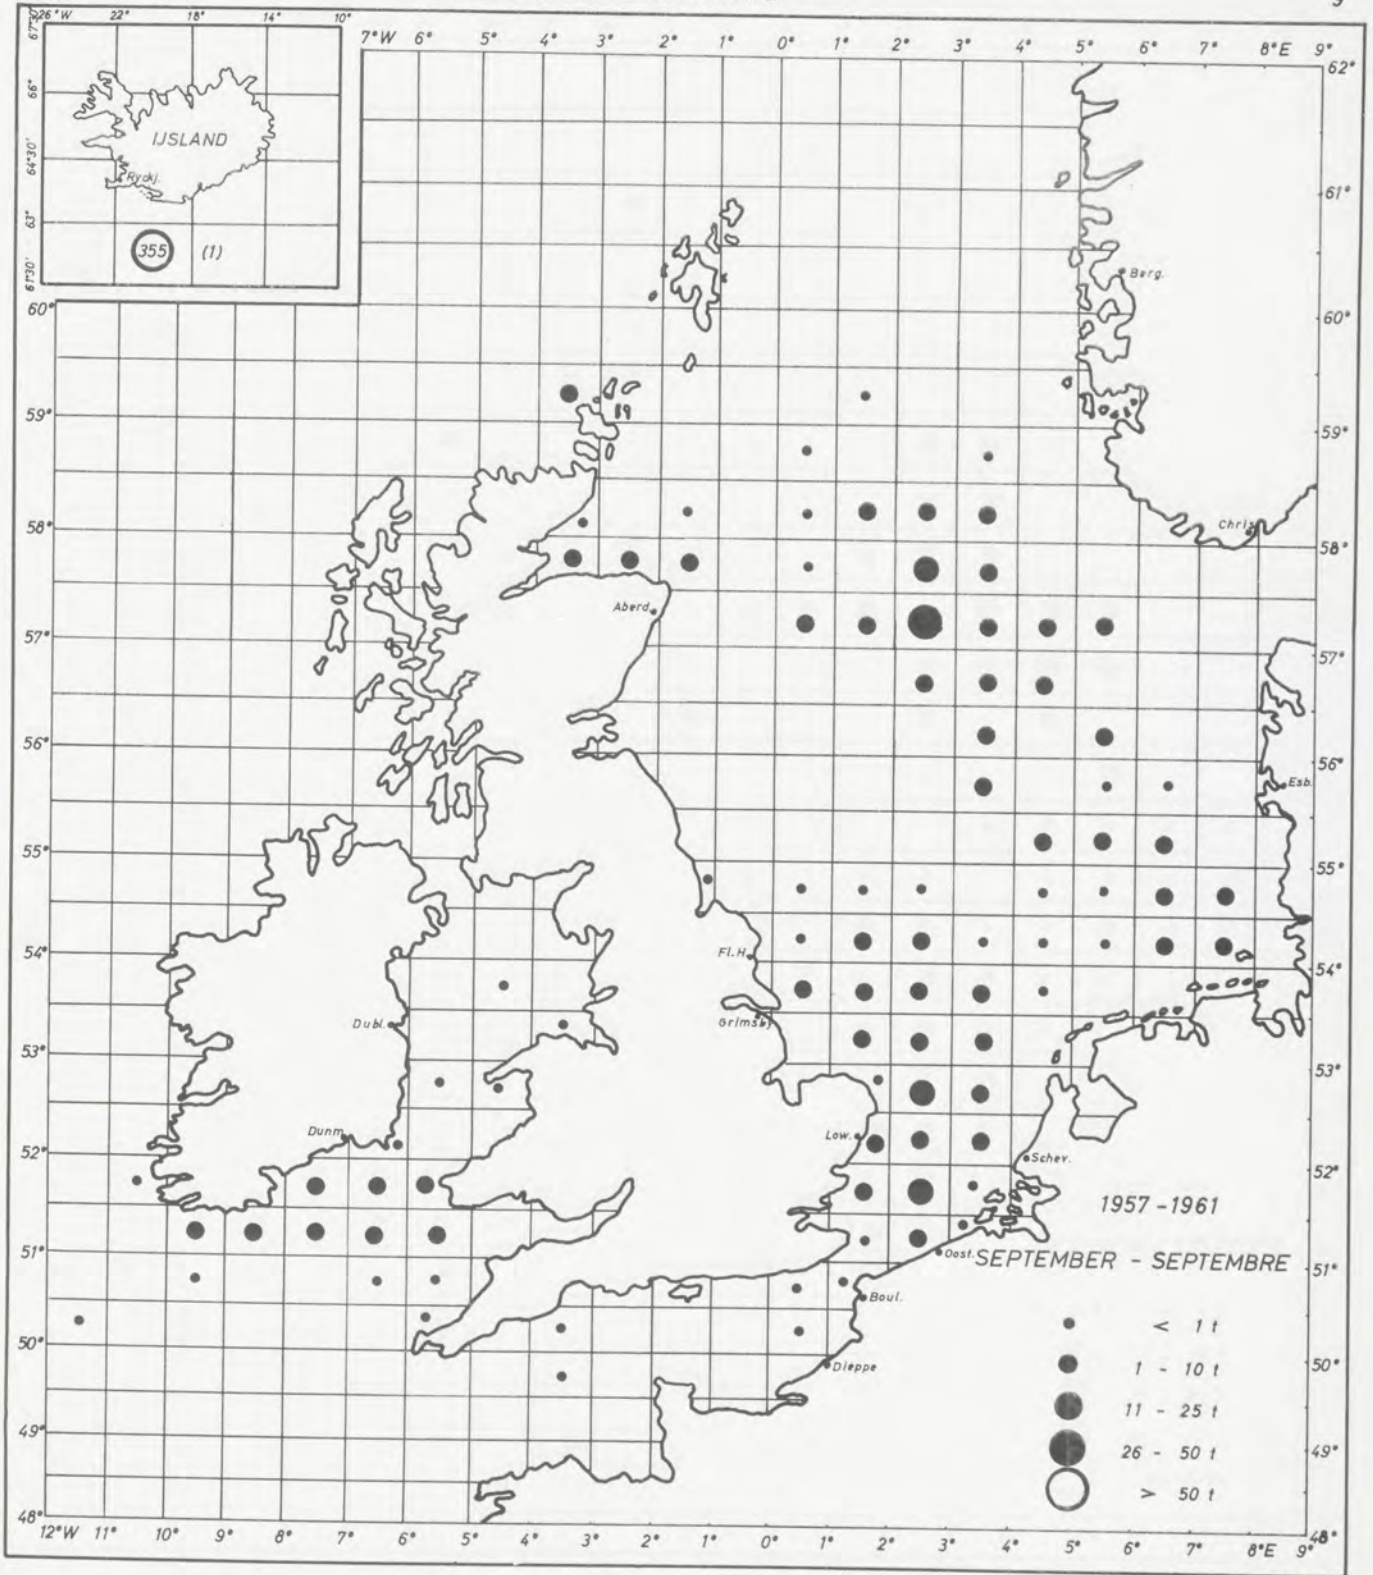 9
26°W 22° 18° 14° 10°
7°W 6° 5° 4° 3° 2° 1° 0° 1° 2° 3° 4° 5° 6° 7° 8°E 9°
66°
64°30'
63°
61°30'
IJSLAND
Ryckj.
355 (1)
60°
59°
58°
57°
56°
55°
54°
53°
52°
51°
50°
49°
48°
62°
61°
60°
59°
58°
57°
56°
55°
54°
53°
52°
51°
50°
49°
48°
Berg.
Chris.
Aberd.
Esb.
Fl.H.
Dubl.
Grimsby
Dunm.
Low.
Schev.
Oost.
Boul.
Dieppe
1957 - 1961
SEPTEMBER - SEPTEMBRE
< 1 t
1 - 10 t
11 - 25 t
26 - 50 t
> 50 t
12°W 11° 10° 9° 8° 7° 6° 5° 4° 3° 2° 1° 0° 1° 2° 3° 4° 5° 6° 7° 8°E 9°